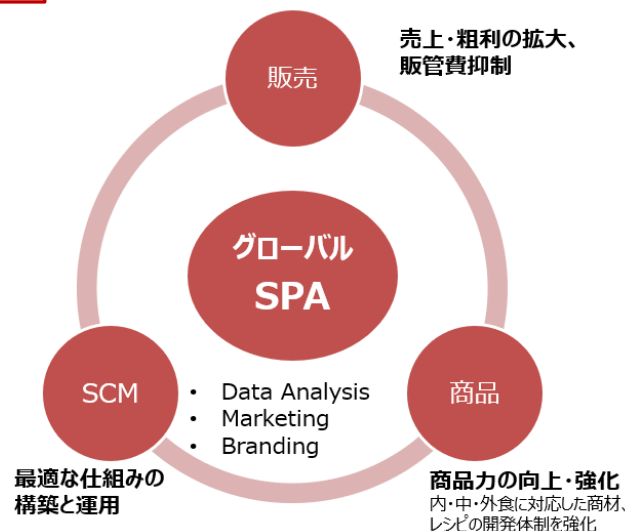 販売
売上・粗利の拡大、
販管費抑制
グローバル
SPA
SCM
• Data Analysis
• Marketing
• Branding
商品
最適な仕組みの
構築と運用
商品力の向上・強化
内・中・外食に対応した商材、
レシピの開発体制を強化